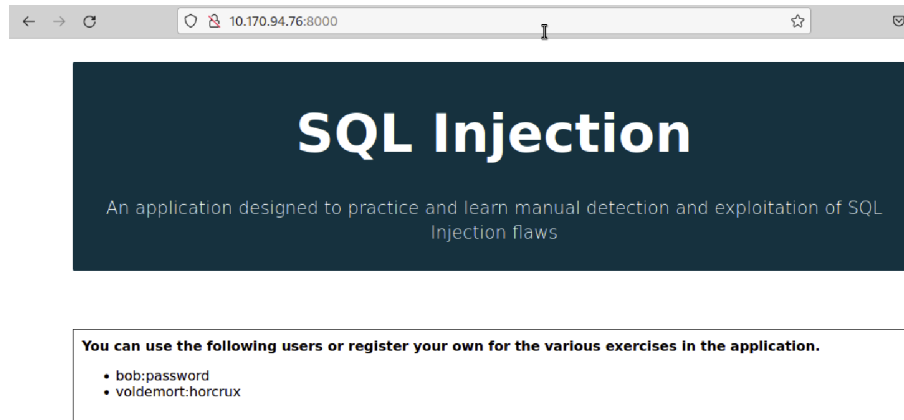 10.170.94.76:8000
SQL Injection
An application designed to practice and learn manual detection and exploitation of SQL
Injection flaws
You can use the following users or register your own for the various exercises in the application.
bob:password
voldemort:horcrux